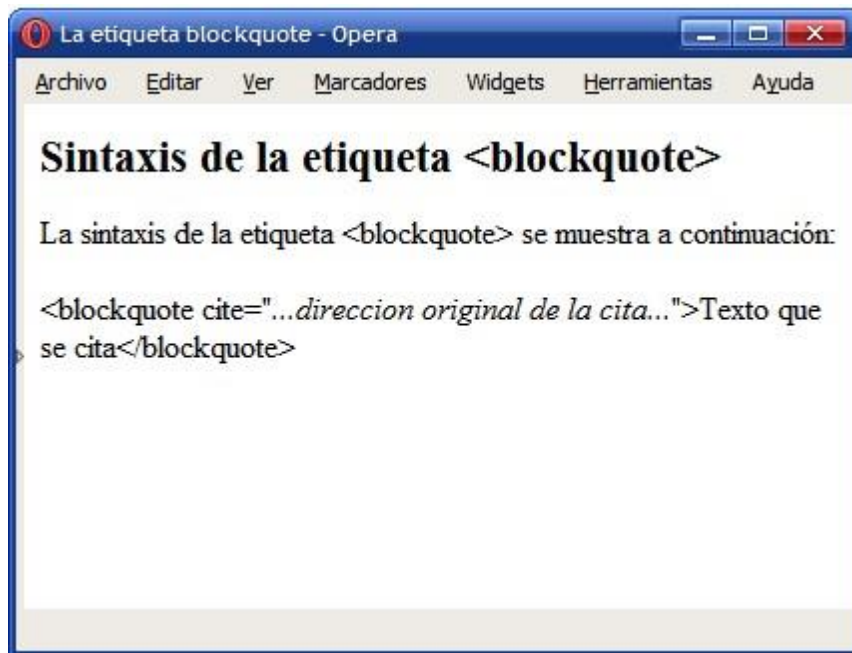 La etiqueta blockquote - Opera
Archivo Editar Ver Marcadores Widgets Herramientas Ayuda
Sintaxis de la etiqueta <blockquote>
La sintaxis de la etiqueta <blockquote> se muestra a continuación:
<blockquote cite="...direccion original de la cita...">Texto que
se cita</blockquote>